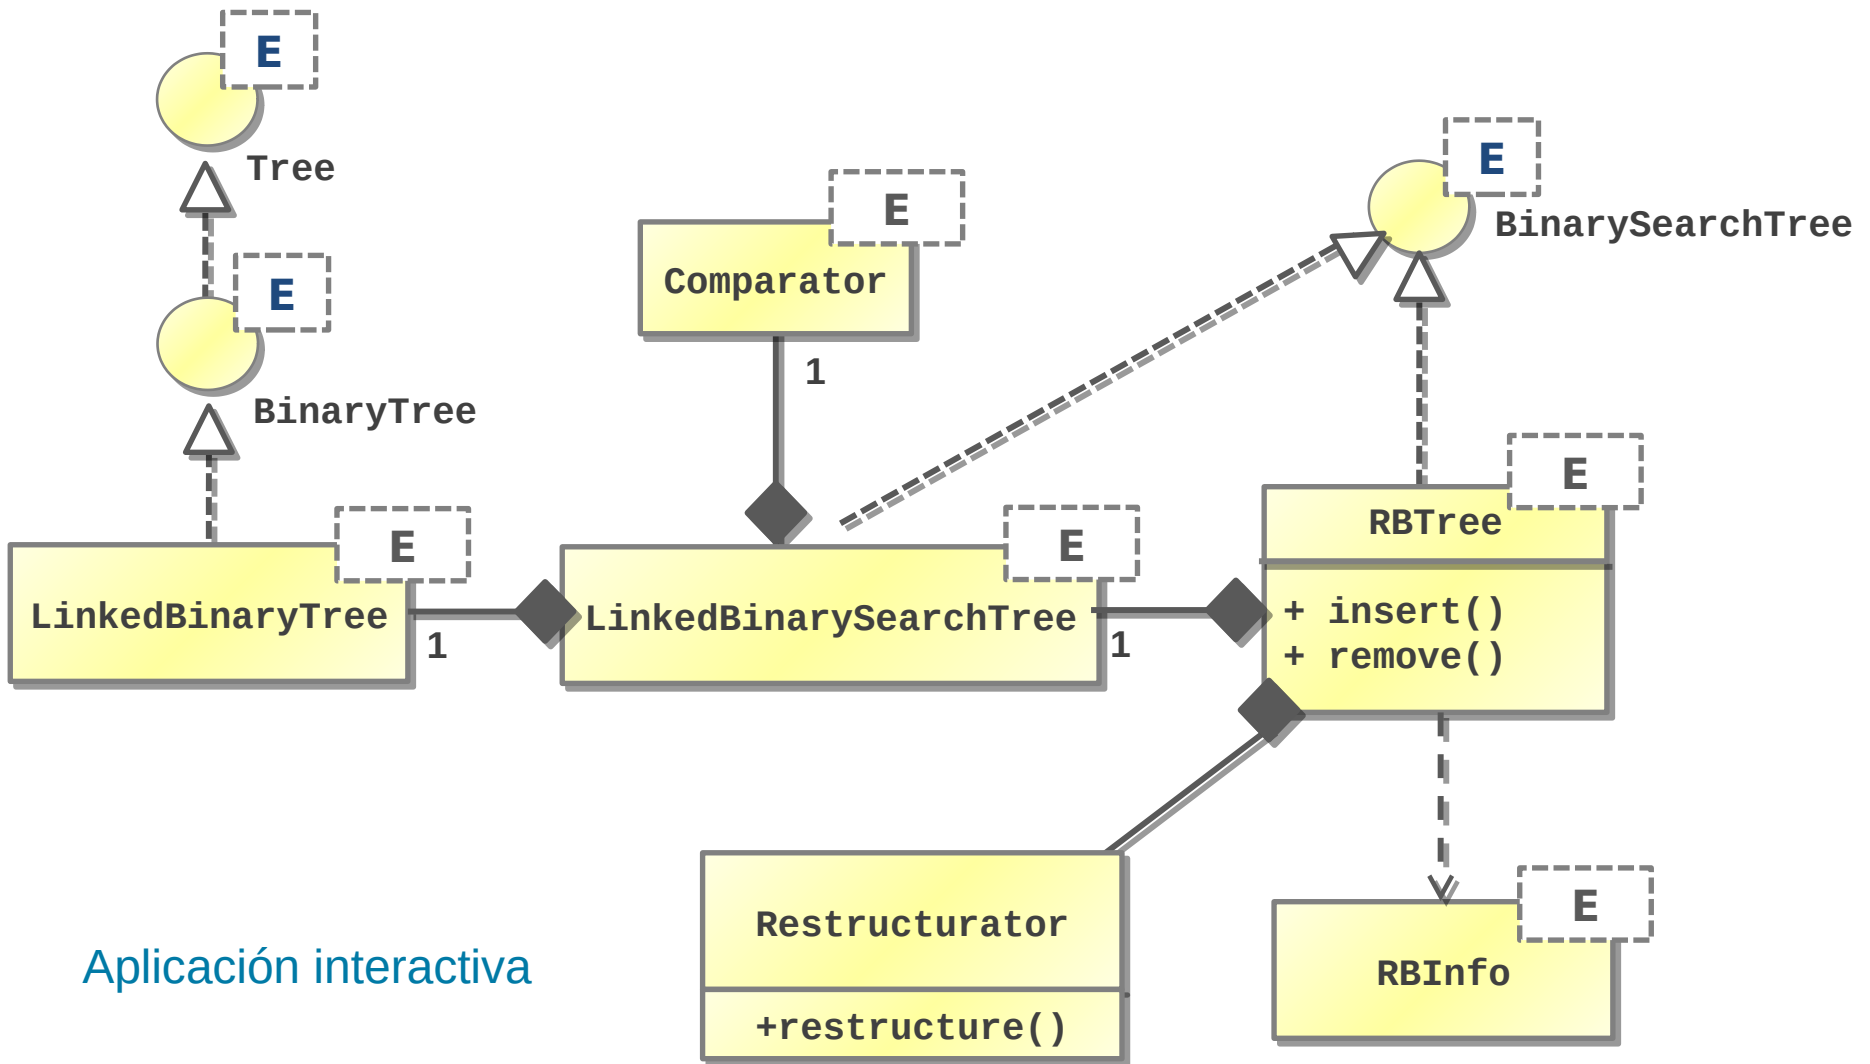 E
Tree
E
BinaryTree
E
LinkedBinaryTree
1
E
Comparator
1
E
LinkedBinarySearchTree
1
E
BinarySearchTree
E
RBTree
+ insert()
+ remove()
Restructurator
+restructure()
E
RBInfo
Aplicación interactiva